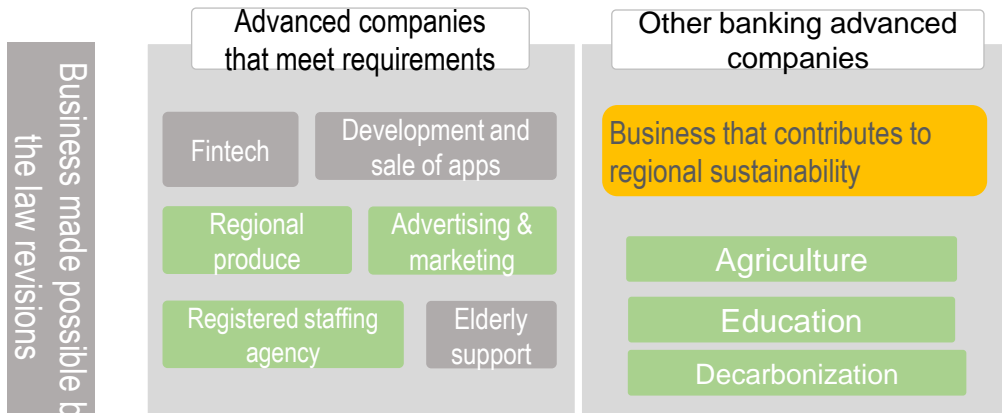 Business made possible b
the law revisions
Advanced companies
that meet requirements
Fintech
Development and
sale of apps
Regional
produce
Advertising &
marketing
Registered staffing
agency
Elderly
support
Other banking advanced
companies
Business that contributes to
regional sustainability
Agriculture
Education
Decarbonization